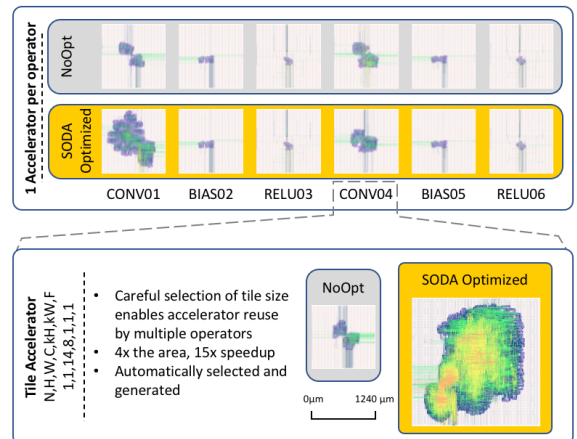 1 Accelerator per operator
NoOpt
SODA
Optimized
CONV01 BIAS02 RELU03 CONV04 BIAS05 RELU06
Tile Accelerator
N,H,W,C,kH,kW,F
1,1,14,8,1,1,1
• Careful selection of tile size
enables accelerator reuse
by multiple operators
• 4x the area, 15x speedup
• Automatically selected and
generated
NoOpt
0μm 1240 μm
SODA Optimized